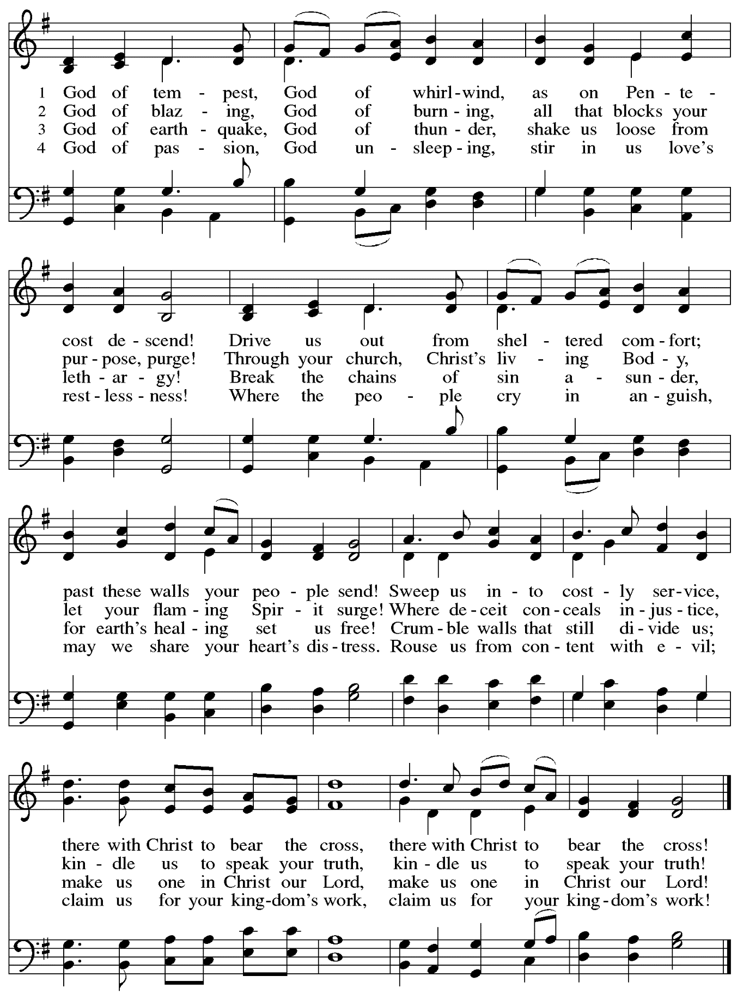 1 God of tem - pest, God of whirl - wind, as on Pen - te -
2 God of blaz - ing, God of burn - ing, all that blocks your
3 God of earth - quake, God of thun - der, shake us loose from
4 God of pas - sion, God un - sleep - ing, stir in us love's
cost de - scend! Drive us out from shel - tered com - fort;
pur - pose, purge! Through your church, Christ's liv - ing Bod - y,
leth - ar - gy! Break the chains of sin a - sun - der,
rest - less - ness! Where the peo - ple cry in an - guish,
past these walls your peo - ple send! Sweep us in - to cost - ly ser - vice,
let your flam - ing Spir - it surge! Where de - ceit con - ceals in - jus - tice,
for earth's heal - ing set us free! Crum - ble walls that still di - vide us;
may we share your heart's dis - tress. Rouse us from con - tent with e - vil;
there with Christ to bear the cross, there with Christ to bear the cross!
kin - dle us to speak your truth, kin - dle us to speak your truth!
make us one in Christ our Lord, make us one in Christ our Lord!
claim us for your king - dom's work, claim us for your king - dom's work!